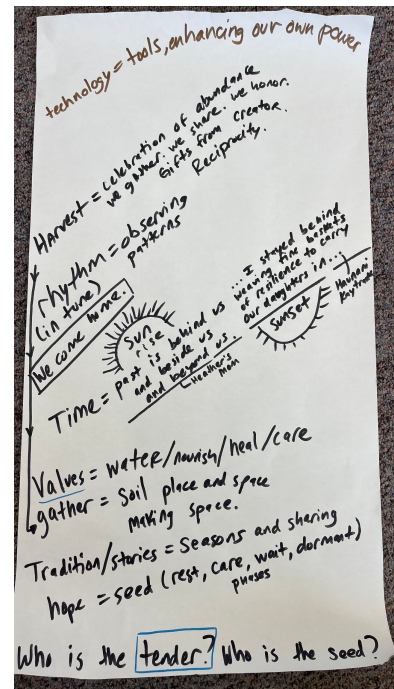 technology = tools, enhancing our own power
Harvest = celebration of abundance
we gather. we share. we honor.
Gifts from creator.
Reciprocity.
rhythm = observing
(in tune) patterns
We come home.
Sun
rise
Time = past is behind us
and beside us
and beyond us.
Heather's
mom
...I stayed behind
weaving fine baskets
of resilience to carry
our daughters in...
Sunset
Haunani
Kay trask
Values = water/nourish/heal/care
gather = soil place and space
making space.
Tradition/stories = seasons and sharing
hope = seed (rest, care, wait, dormant)
phases
Who is the tender? Who is the seed?